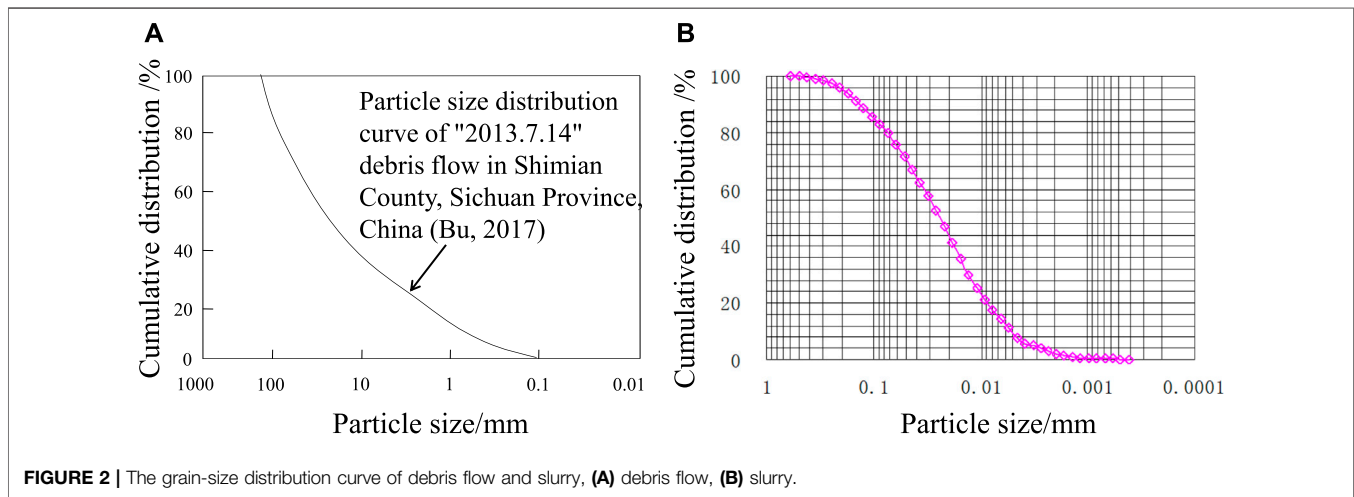 A
Cumulative distribution /%
100
80
60
40
20
0
1000
100
10
1
0.1
0.01
Particle size/mm
Particle size distribution
curve of "2013.7.14"
debris flow in Shimian
County, Sichuan Province,
China (Bu, 2017)
B
Cumulative distribution /%
100
80
60
40
20
0
1
0.1
0.01
0.001
0.0001
Particle size/mm
FIGURE 2 | The grain-size distribution curve of debris flow and slurry, (A) debris flow, (B) slurry.